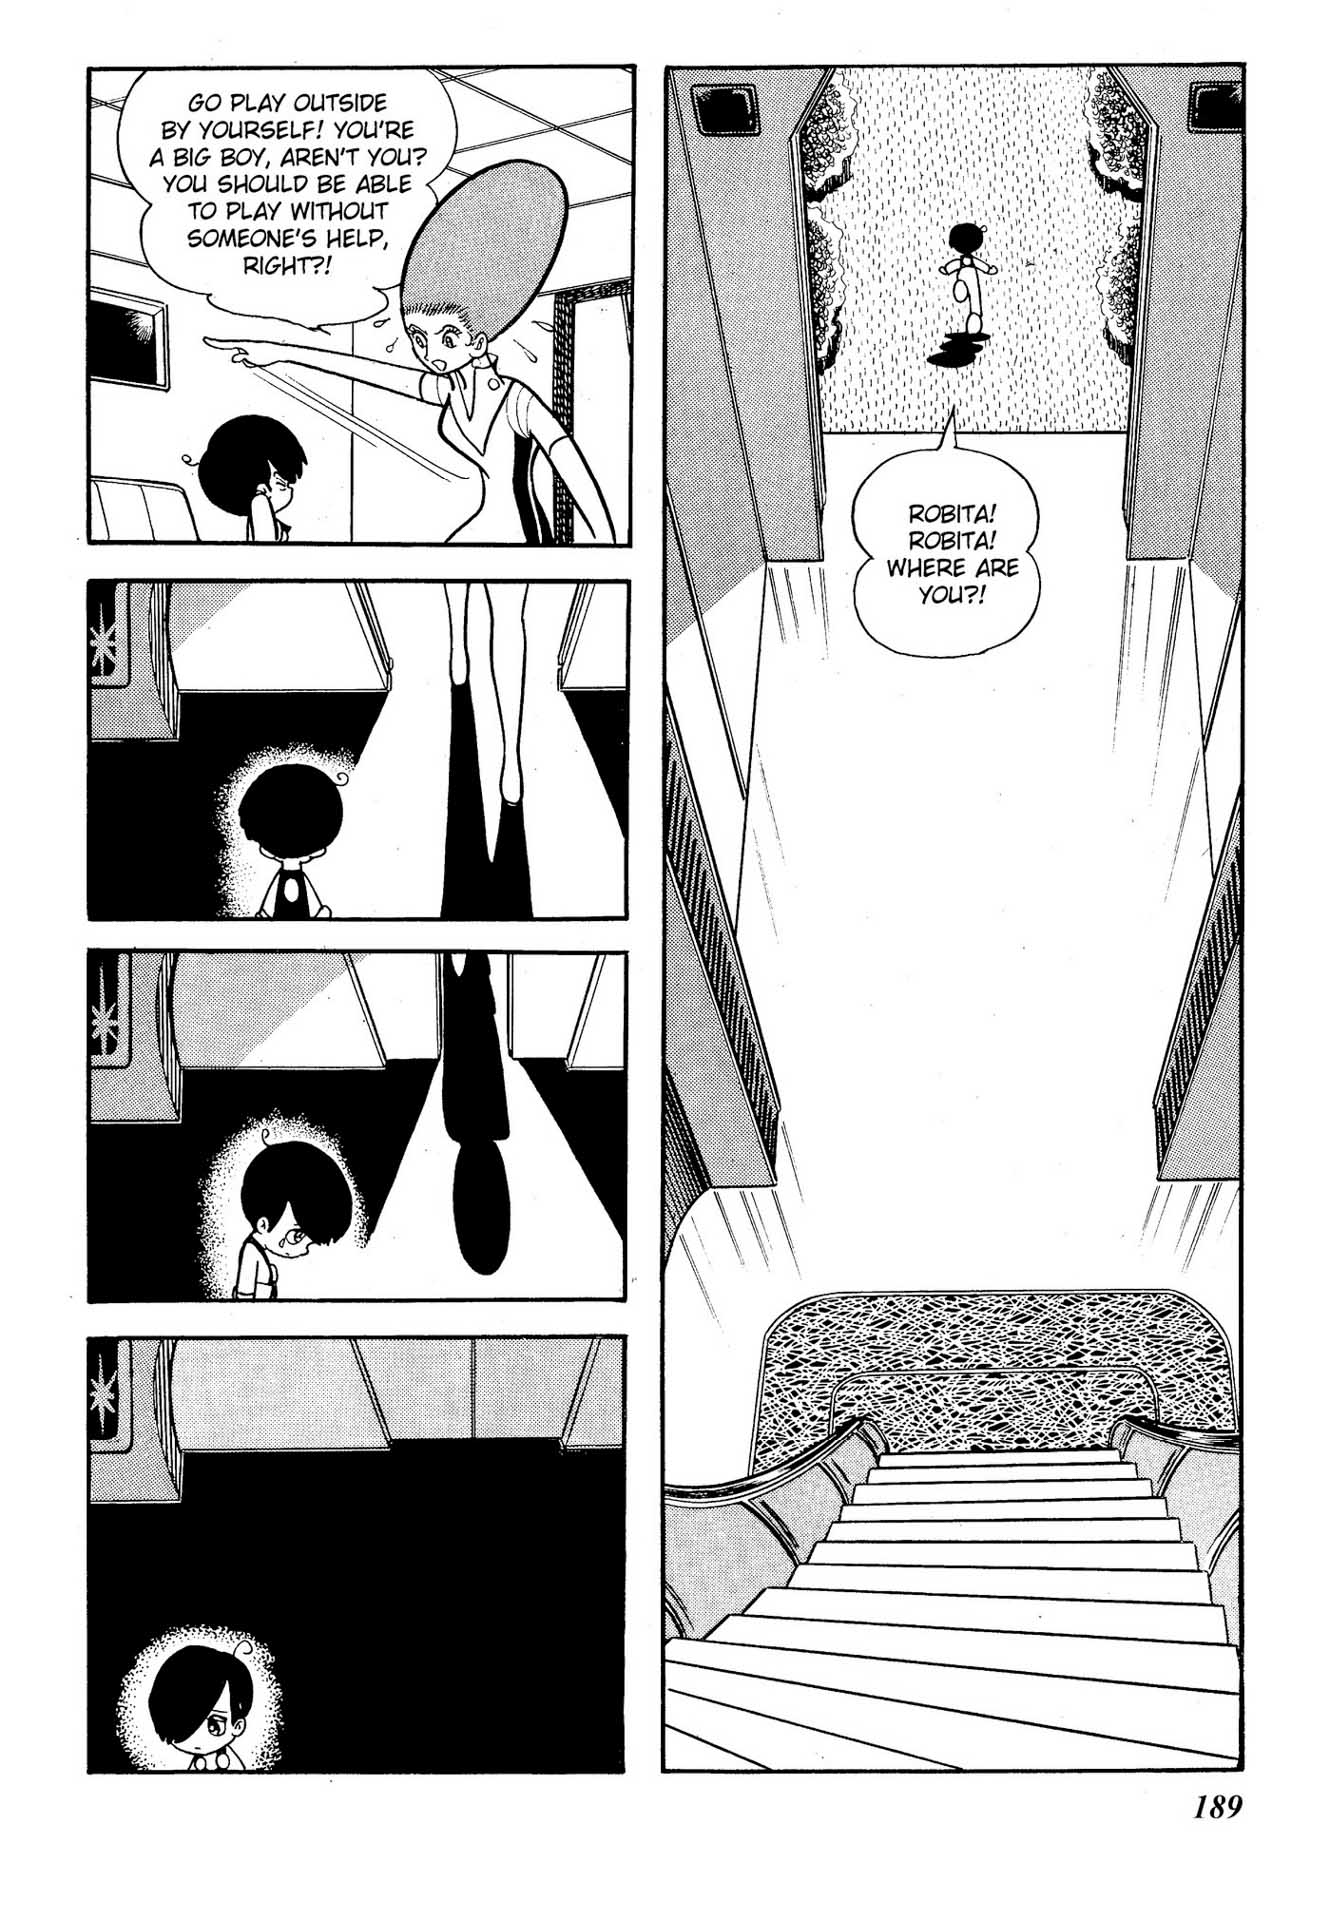 GO PLAY OUTSIDE
BY YOURSELF! YOU'RE
A BIG BOY, AREN'T YOU?
YOU SHOULD BE ABLE
TO PLAY WITHOUT
SOMEONE'S HELP,
RIGHT?!
ROBITA!
ROBITA!
WHERE ARE
YOU?!
189